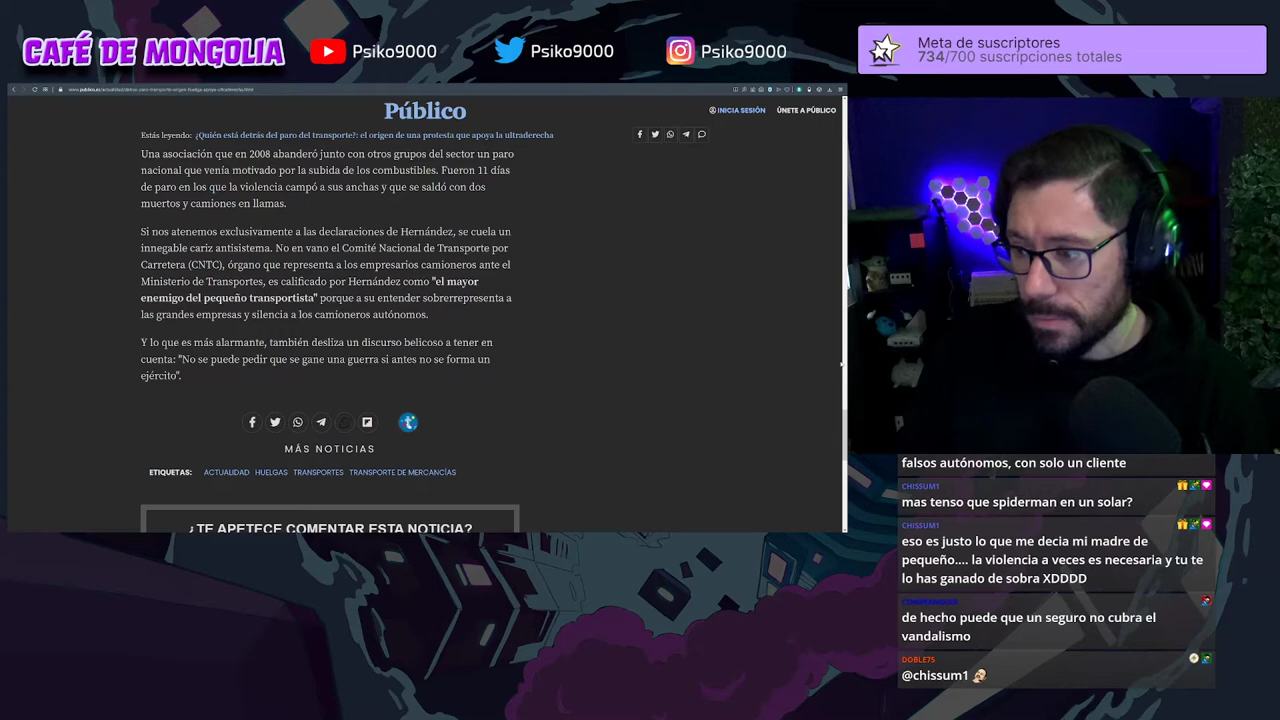 CAFÉ DE MONGOLIA
Psiko9000
Psiko9000
Psiko9000
Meta de suscriptores
734/700 suscripciones totales
Público
INICIA SESIÓN
ÚNETE A PÚBLICO
Estás leyendo: ¿Quién está detrás del paro del transporte?: el origen de una protesta que apoya la ultraderecha
Una asociación que en 2008 abanderó junto con otros grupos del sector un paro
nacional que venía motivado por la subida de los combustibles. Fueron 11 días
de paro en los que la violencia campó a sus anchas y que se saldó con dos
muertos y camiones en llamas.
Si nos atenemos exclusivamente a las declaraciones de Hernández, se cuela un
innegable cariz antisistema. No en vano el Comité Nacional de Transporte por
Carretera (CNTC), órgano que representa a los empresarios camioneros ante el
Ministerio de Transportes, es calificado por Hernández como "el mayor
enemigo del pequeño transportista" porque a su entender sobrerrepresenta a
las grandes empresas y silencia a los camioneros autónomos.
Y lo que es más alarmante, también desliza un discurso belicoso a tener en
cuenta: "No se puede pedir que se gane una guerra si antes no se forma un
ejército".
MÁS NOTICIAS
ETIQUETAS: ACTUALIDAD HUELGAS TRANSPORTES TRANSPORTE DE MERCANCÍAS
¿TE APETECE COMENTAR ESTA NOTICIA?
falsos autónomos, con solo un cliente
CHISSUM1
mas tenso que spiderman en un solar?
CHISSUM1
eso es justo lo que me decia mi madre de
pequeño.... la violencia a veces es necesaria y tu te
lo has ganado de sobra XDDDD
de hecho puede que un seguro no cubra el
vandalismo
DOBLE75
@chissum1